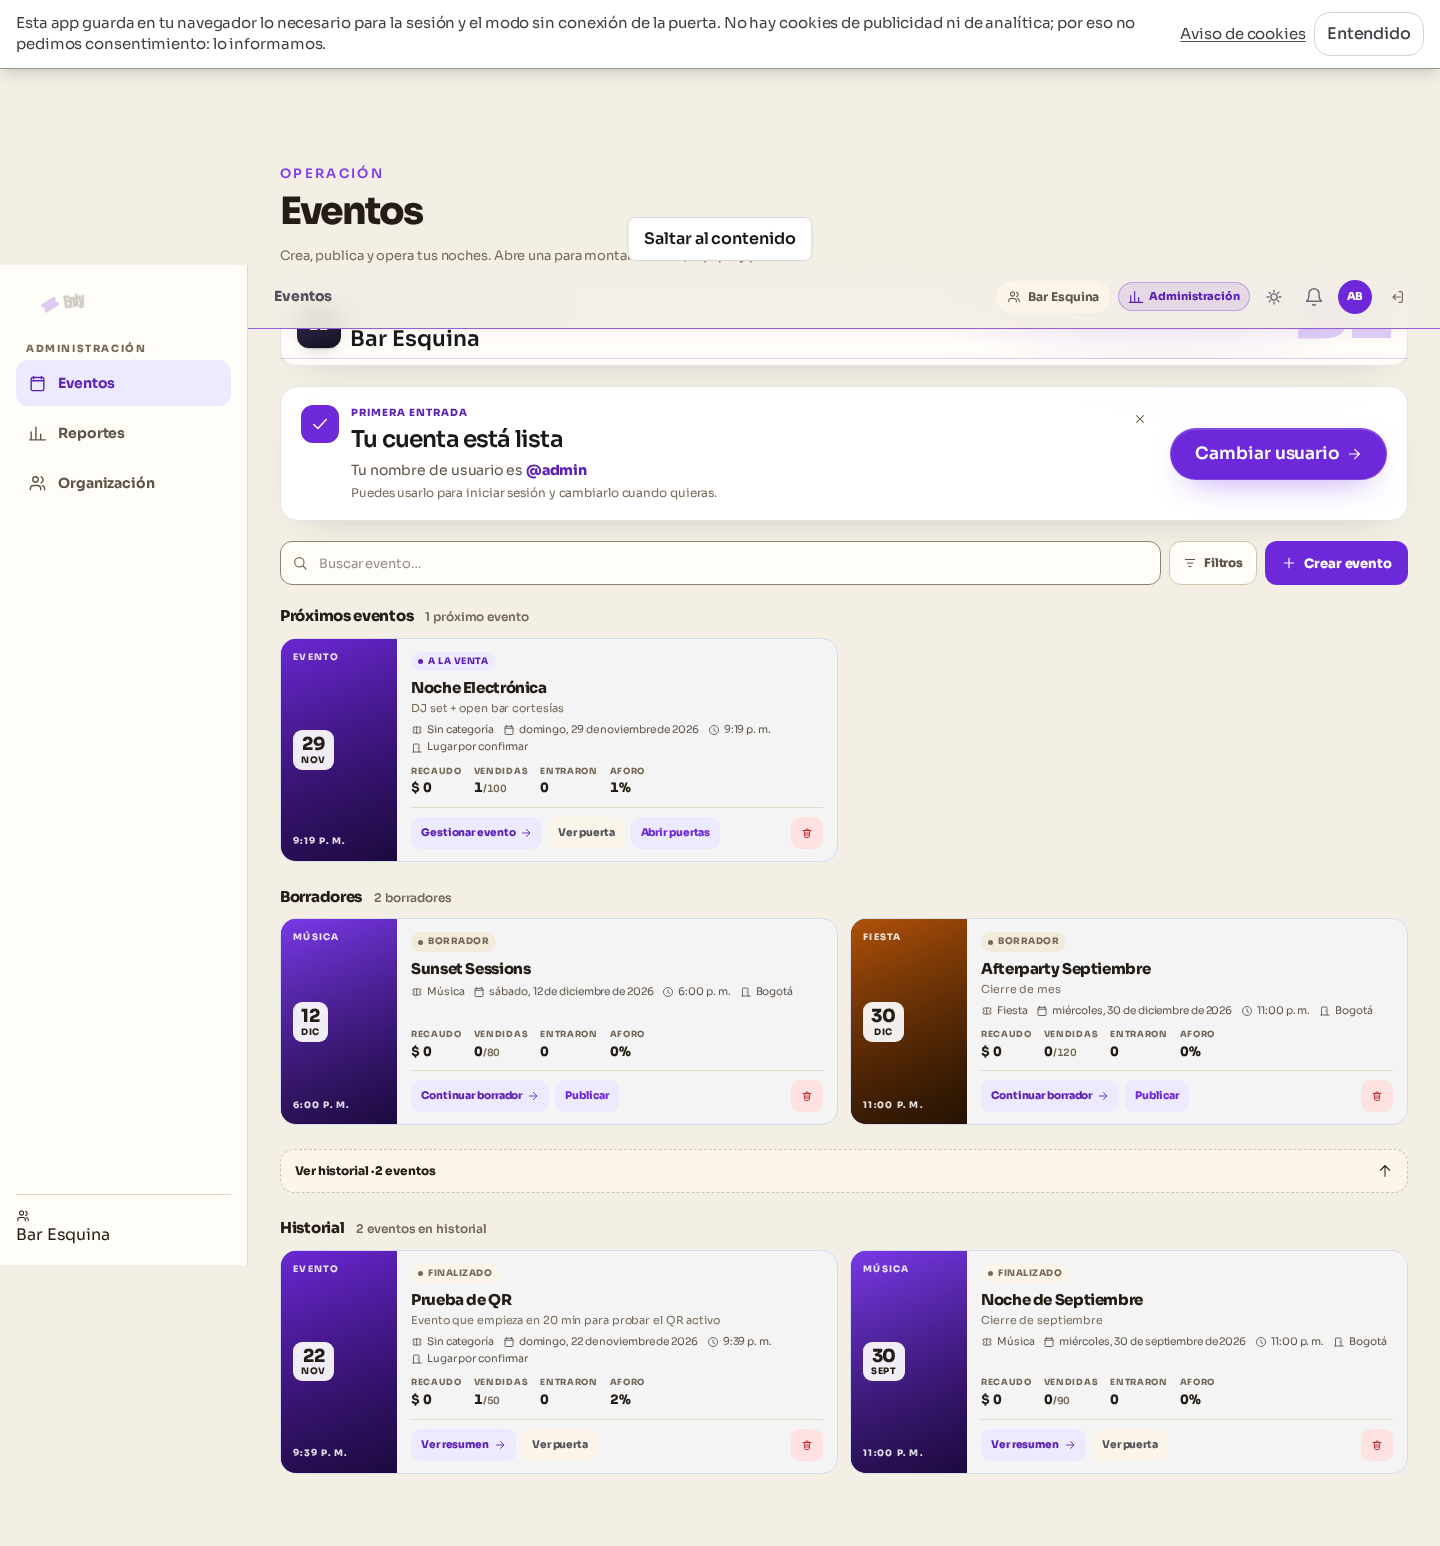 Esta app guarda en tu navegador lo necesario para la sesión y el modo sin conexión de la puerta. No hay cookies de publicidad ni de analítica; por eso no
pedimos consentimiento: lo informamos.
Aviso de cookies
Entendido
OPERACIÓN
Eventos
Saltar al contenido
Crea, publica y opera tus noches. Abre una para montar
Eventos
Bar Esquina
Administración
AB
Bar Esquina
ADMINISTRACIÓN
Eventos
Reportes
Organización
Bar Esquina
PRIMERA ENTRADA
Tu cuenta está lista
Tu nombre de usuario es @admin
Puedes usarlo para iniciar sesión y cambiarlo cuando quieras.
Cambiar usuario
Buscar evento…
Filtros
Crear evento
Próximos eventos 1 próximo evento
EVENTO
29
NOV
9:19 P. M.
A LA VENTA
Noche Electrónica
DJ set + open bar cortesías
Sin categoría domingo, 29 de noviembre de 2026 9:19 p. m.
Lugar por confirmar
RECAUDO VENDIDAS ENTRARON AFORO
$ 0 1/100 0 1%
Gestionar evento Ver puerta Abrir puertas
Borradores 2 borradores
MÚSICA
12
DIC
6:00 P. M.
BORRADOR
Sunset Sessions
Música sábado, 12 de diciembre de 2026 6:00 p. m. Bogotá
RECAUDO VENDIDAS ENTRARON AFORO
$ 0 0/80 0 0%
Continuar borrador Publicar
FIESTA
30
DIC
11:00 P. M.
BORRADOR
Afterparty Septiembre
Cierre de mes
Fiesta miércoles, 30 de diciembre de 2026 11:00 p. m. Bogotá
RECAUDO VENDIDAS ENTRARON AFORO
$ 0 0/120 0 0%
Continuar borrador Publicar
Ver historial · 2 eventos
Historial 2 eventos en historial
EVENTO
22
NOV
9:39 P. M.
FINALIZADO
Prueba de QR
Evento que empieza en 20 min para probar el QR activo
Sin categoría domingo, 22 de noviembre de 2026 9:39 p. m.
Lugar por confirmar
RECAUDO VENDIDAS ENTRARON AFORO
$ 0 1/50 0 2%
Ver resumen Ver puerta
MÚSICA
30
SEPT
11:00 P. M.
FINALIZADO
Noche de Septiembre
Cierre de septiembre
Música miércoles, 30 de septiembre de 2026 11:00 p. m. Bogotá
RECAUDO VENDIDAS ENTRARON AFORO
$ 0 0/90 0 0%
Ver resumen Ver puerta